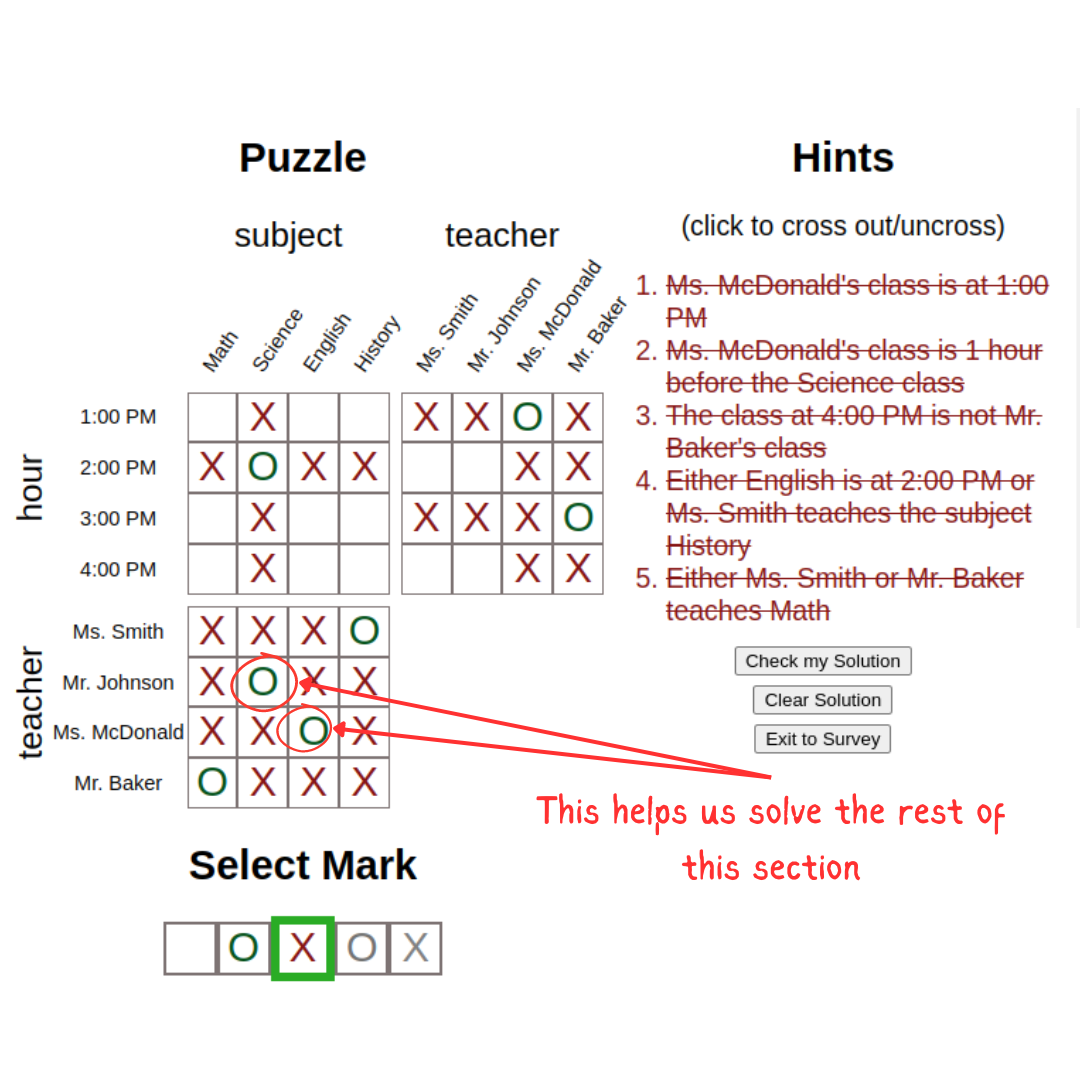 Puzzle
subject
teacher
Math
Science
English
History
Ms. Smith
Mr. Johnson
Ms. McDonald
Mr. Baker
hour
1:00 PM X X X O X
2:00 PM X O X X X X
3:00 PM X X X X O
4:00 PM X X X
teacher
Ms. Smith X X X O
Mr. Johnson X O X X
Ms. McDonald X X O X
Mr. Baker O X X X
Select Mark
O X O X
Hints
(click to cross out/uncross)
1. Ms. McDonald's class is at 1:00
PM
2. Ms. McDonald's class is 1 hour
before the Science class
3. The class at 4:00 PM is not Mr.
Baker's class
4. Either English is at 2:00 PM or
Ms. Smith teaches the subject
History
5. Either Ms. Smith or Mr. Baker
teaches Math
Check my Solution
Clear Solution
Exit to Survey
This helps us solve the rest of
this section